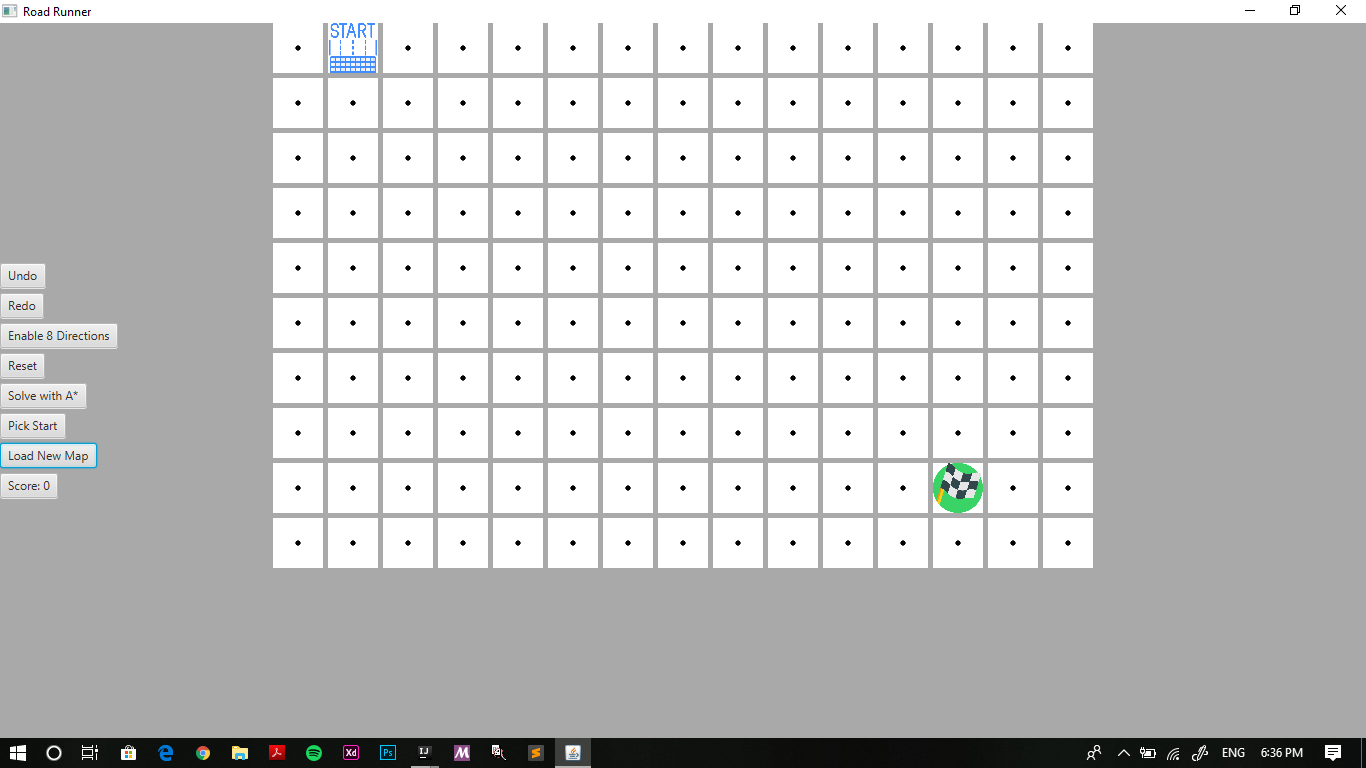 Road Runner
START
Undo
Redo
Enable 8 Directions
Reset
Solve with A*
Pick Start
Load New Map
Score: 0
Xd
Ps
IJ
M
ENG
6:36 PM